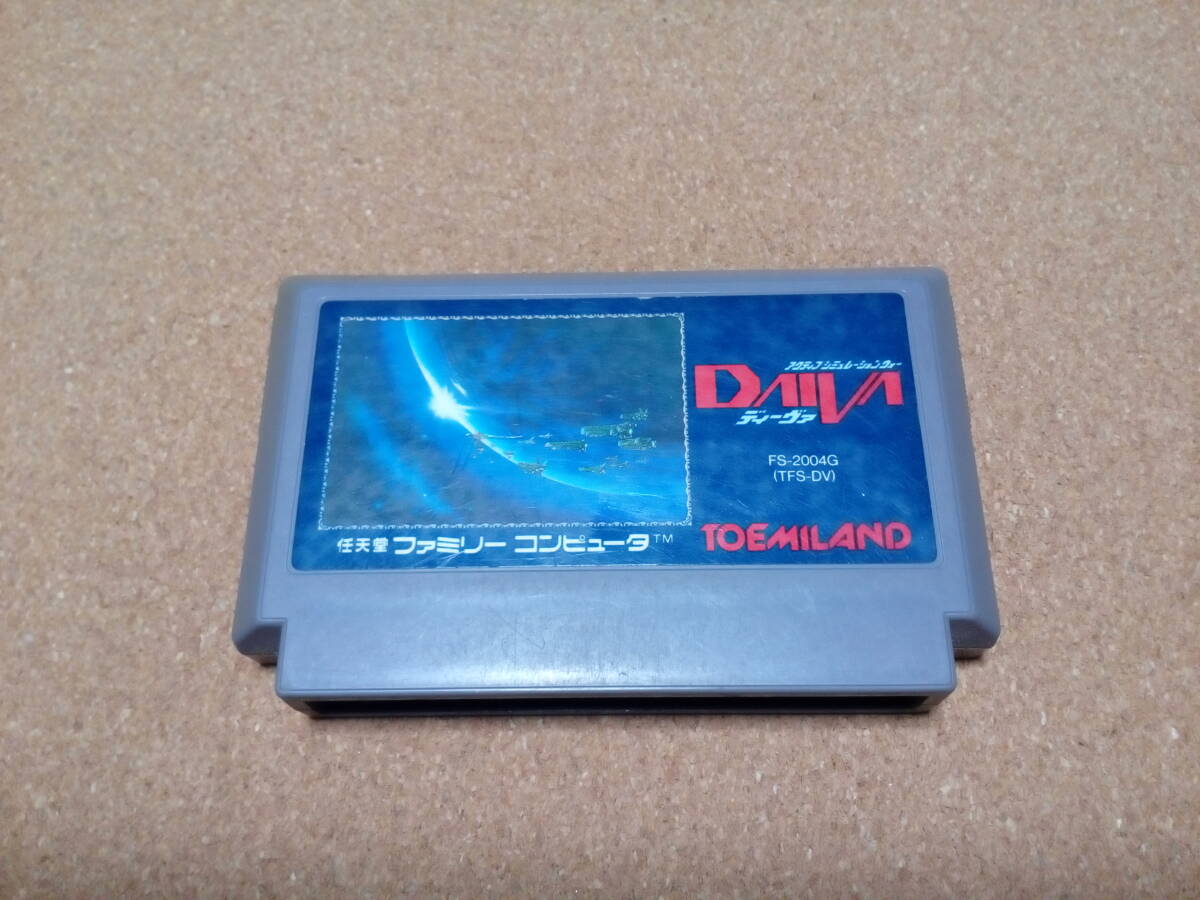 アクティブシミュレーションウォー
DAIVA
ディーヴァ
FS-2004G
(TFS-DV)
任天堂 ファミリー コンピュータ™
TOEMILAND